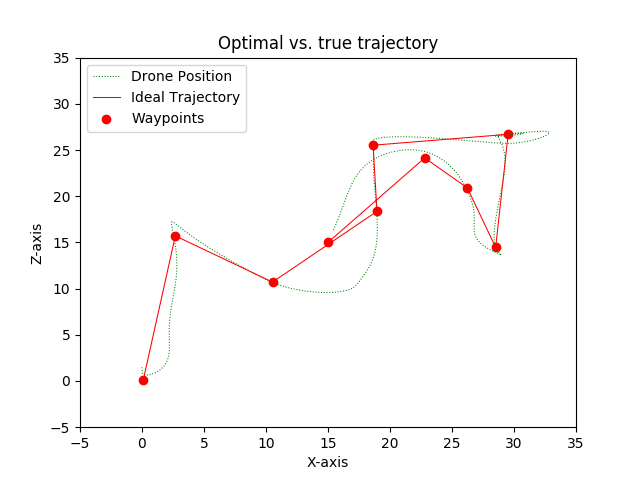 Optimal vs. true trajectory
Drone Position
Ideal Trajectory
Waypoints
35
30
25
20
15
10
5
0
−5
Z-axis
−5 0 5 10 15 20 25 30 35
X-axis